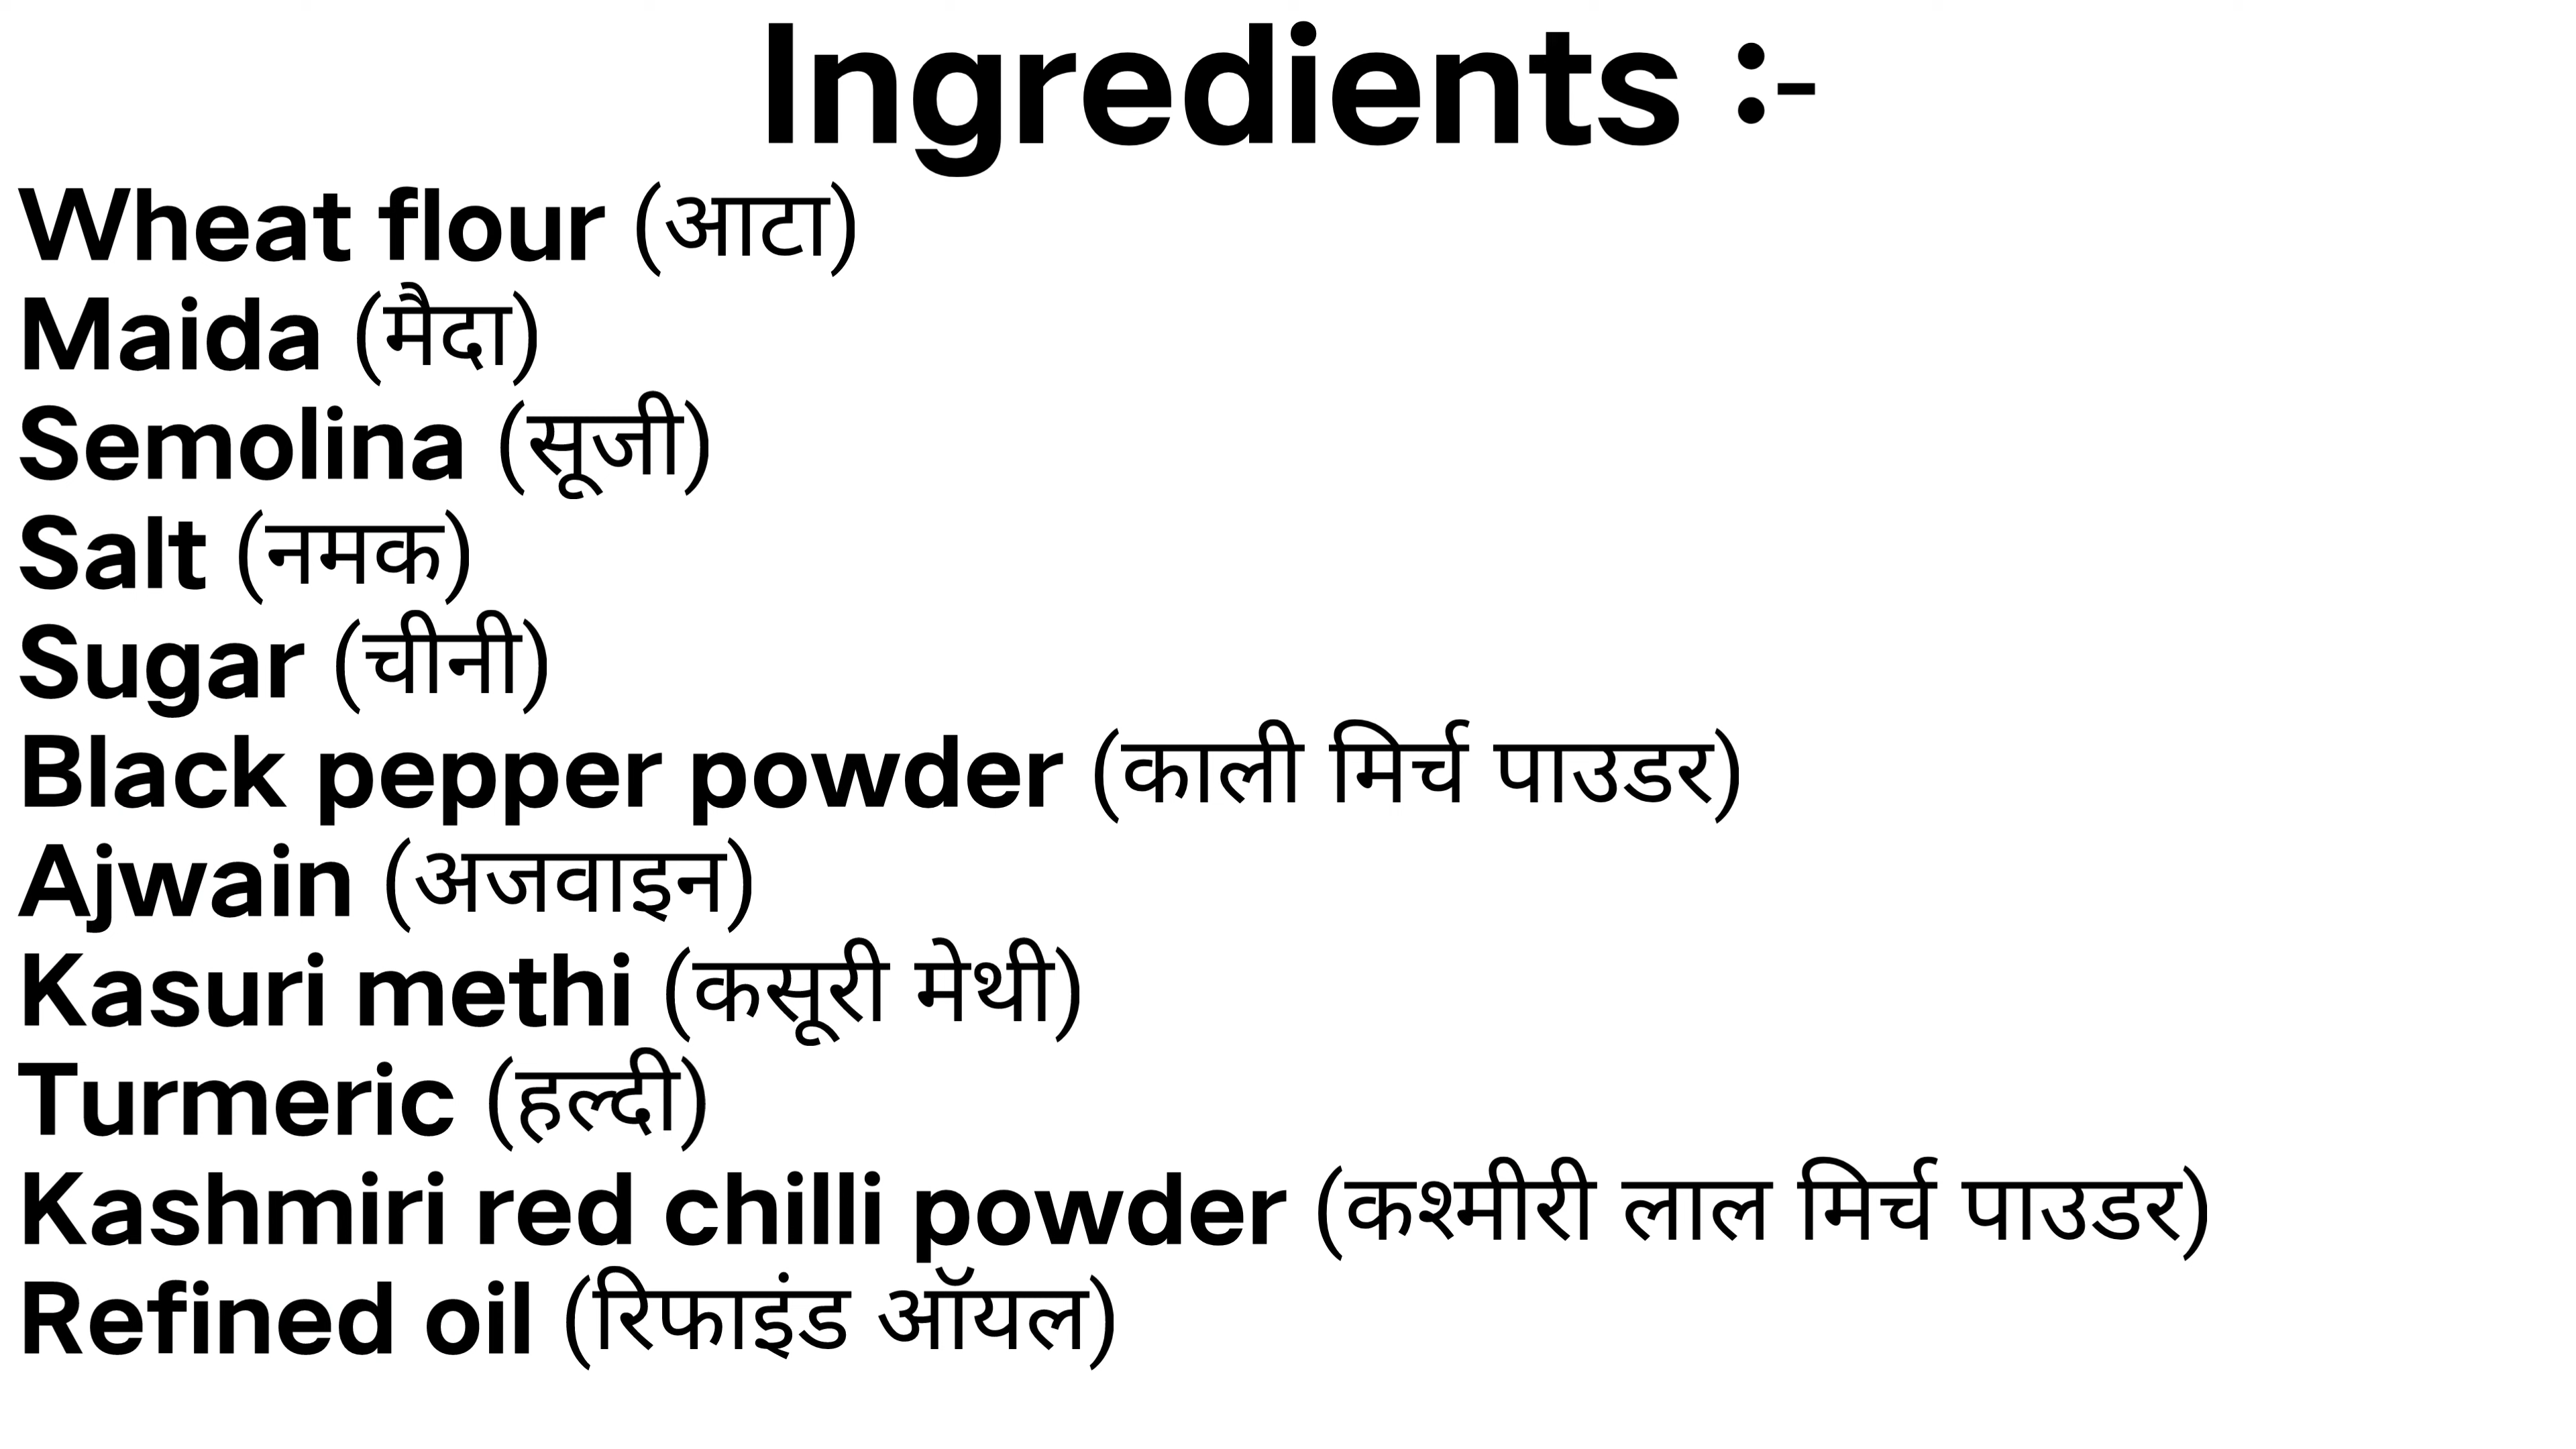 Ingredients :-
Wheat flour (आटा)
Maida (मैदा)
Semolina (सूजी)
Salt (नमक)
Sugar (चीनी)
Black pepper powder (काली मिर्च पाउडर)
Ajwain (अजवाइन)
Kasuri methi (कसूरी मेथी)
Turmeric (हल्दी)
Kashmiri red chilli powder (कश्मीरी लाल मिर्च पाउडर)
Refined oil (रिफाइंड ऑयल)